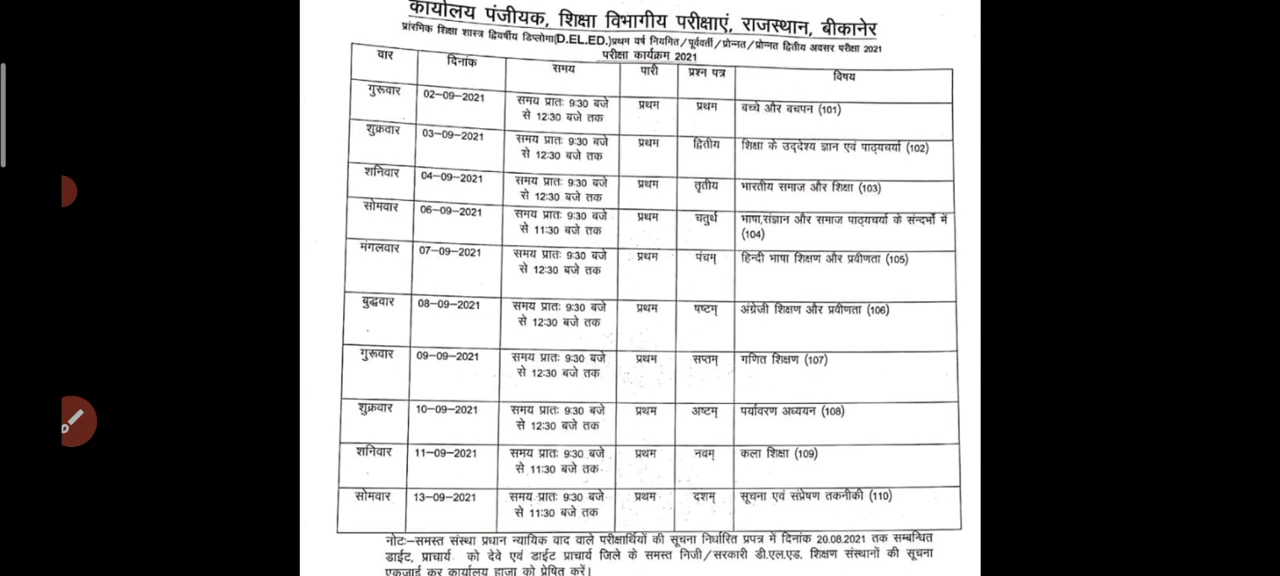 कार्यालय पंजीयक, शिक्षा विभागीय परीक्षाएं, राजस्थान, बीकानेर
प्रांरमिक शिक्षा शास्त्र द्विवर्षीय डिप्लोमा(D.EL.ED.)प्रथम वर्ष नियमित/पूर्ववर्ती/प्रोन्नत/प्रोन्नत द्वितीय अवसर परीक्षा 2021
परीक्षा कार्यक्रम 2021
वार दिनांक समय पारी प्रश्न पत्र विषय
गुरूवार 02-09-2021 समय प्रातः 9:30 बजे प्रथम प्रथम बच्चे और बचपन (101)
से 12:30 बजे तक
शुक्रवार 03-09-2021 समय प्रातः 9:30 बजे प्रथम द्वितीय शिक्षा के उद्देश्य ज्ञान एवं पाठ्यचर्या (102)
से 12:30 बजे तक
शनिवार 04-09-2021 समय प्रातः 9:30 बजे प्रथम तृतीय भारतीय समाज और शिक्षा (103)
से 12:30 बजे तक
सोमवार 06-09-2021 समय प्रातः 9:30 बजे प्रथम चतुर्थ भाषा,संज्ञान और समाज पाठ्यचर्या के सन्दर्भो में
से 11:30 बजे तक (104)
मंगलवार 07-09-2021 समय प्रातः 9:30 बजे प्रथम पंचम् हिन्दी भाषा शिक्षण और प्रवीणता (105)
से 12:30 बजे तक
बुद्धवार 08-09-2021 समय प्रातः 9:30 बजे प्रथम षष्टम् अंग्रेजी शिक्षण और प्रवीणता (106)
से 12:30 बजे तक
गुरूवार 09-09-2021 समय प्रातः 9:30 बजे प्रथम सप्तम् गणित शिक्षण (107)
से 12:30 बजे तक
शुक्रवार 10-09-2021 समय प्रातः 9:30 बजे प्रथम अष्टम् पर्यावरण अध्ययन (108)
से 12:30 बजे तक
शनिवार 11-09-2021 समय प्रातः 9:30 बजे प्रथम नवम् कला शिक्षा (109)
से 11:30 बजे तक
सोमवार 13-09-2021 समय प्रातः 9:30 बजे प्रथम दशम् सूचना एवं संप्रेषण तकनीकी (110)
से 11:30 बजे तक
नोटः-समस्त संस्था प्रधान न्यायिक वाद वाले परीक्षार्थियों की सूचना निर्धारित प्रपत्र में दिनांक 20.08.2021 तक सम्बन्धित
डाईट, प्राचार्य को देवे एवं डाईट प्राचार्य जिले के समस्त निजी/सरकारी डी.एल.एड. शिक्षण संस्थानों की सूचना
एकजाई कर कार्यालय हाजा को प्रेषित करें।